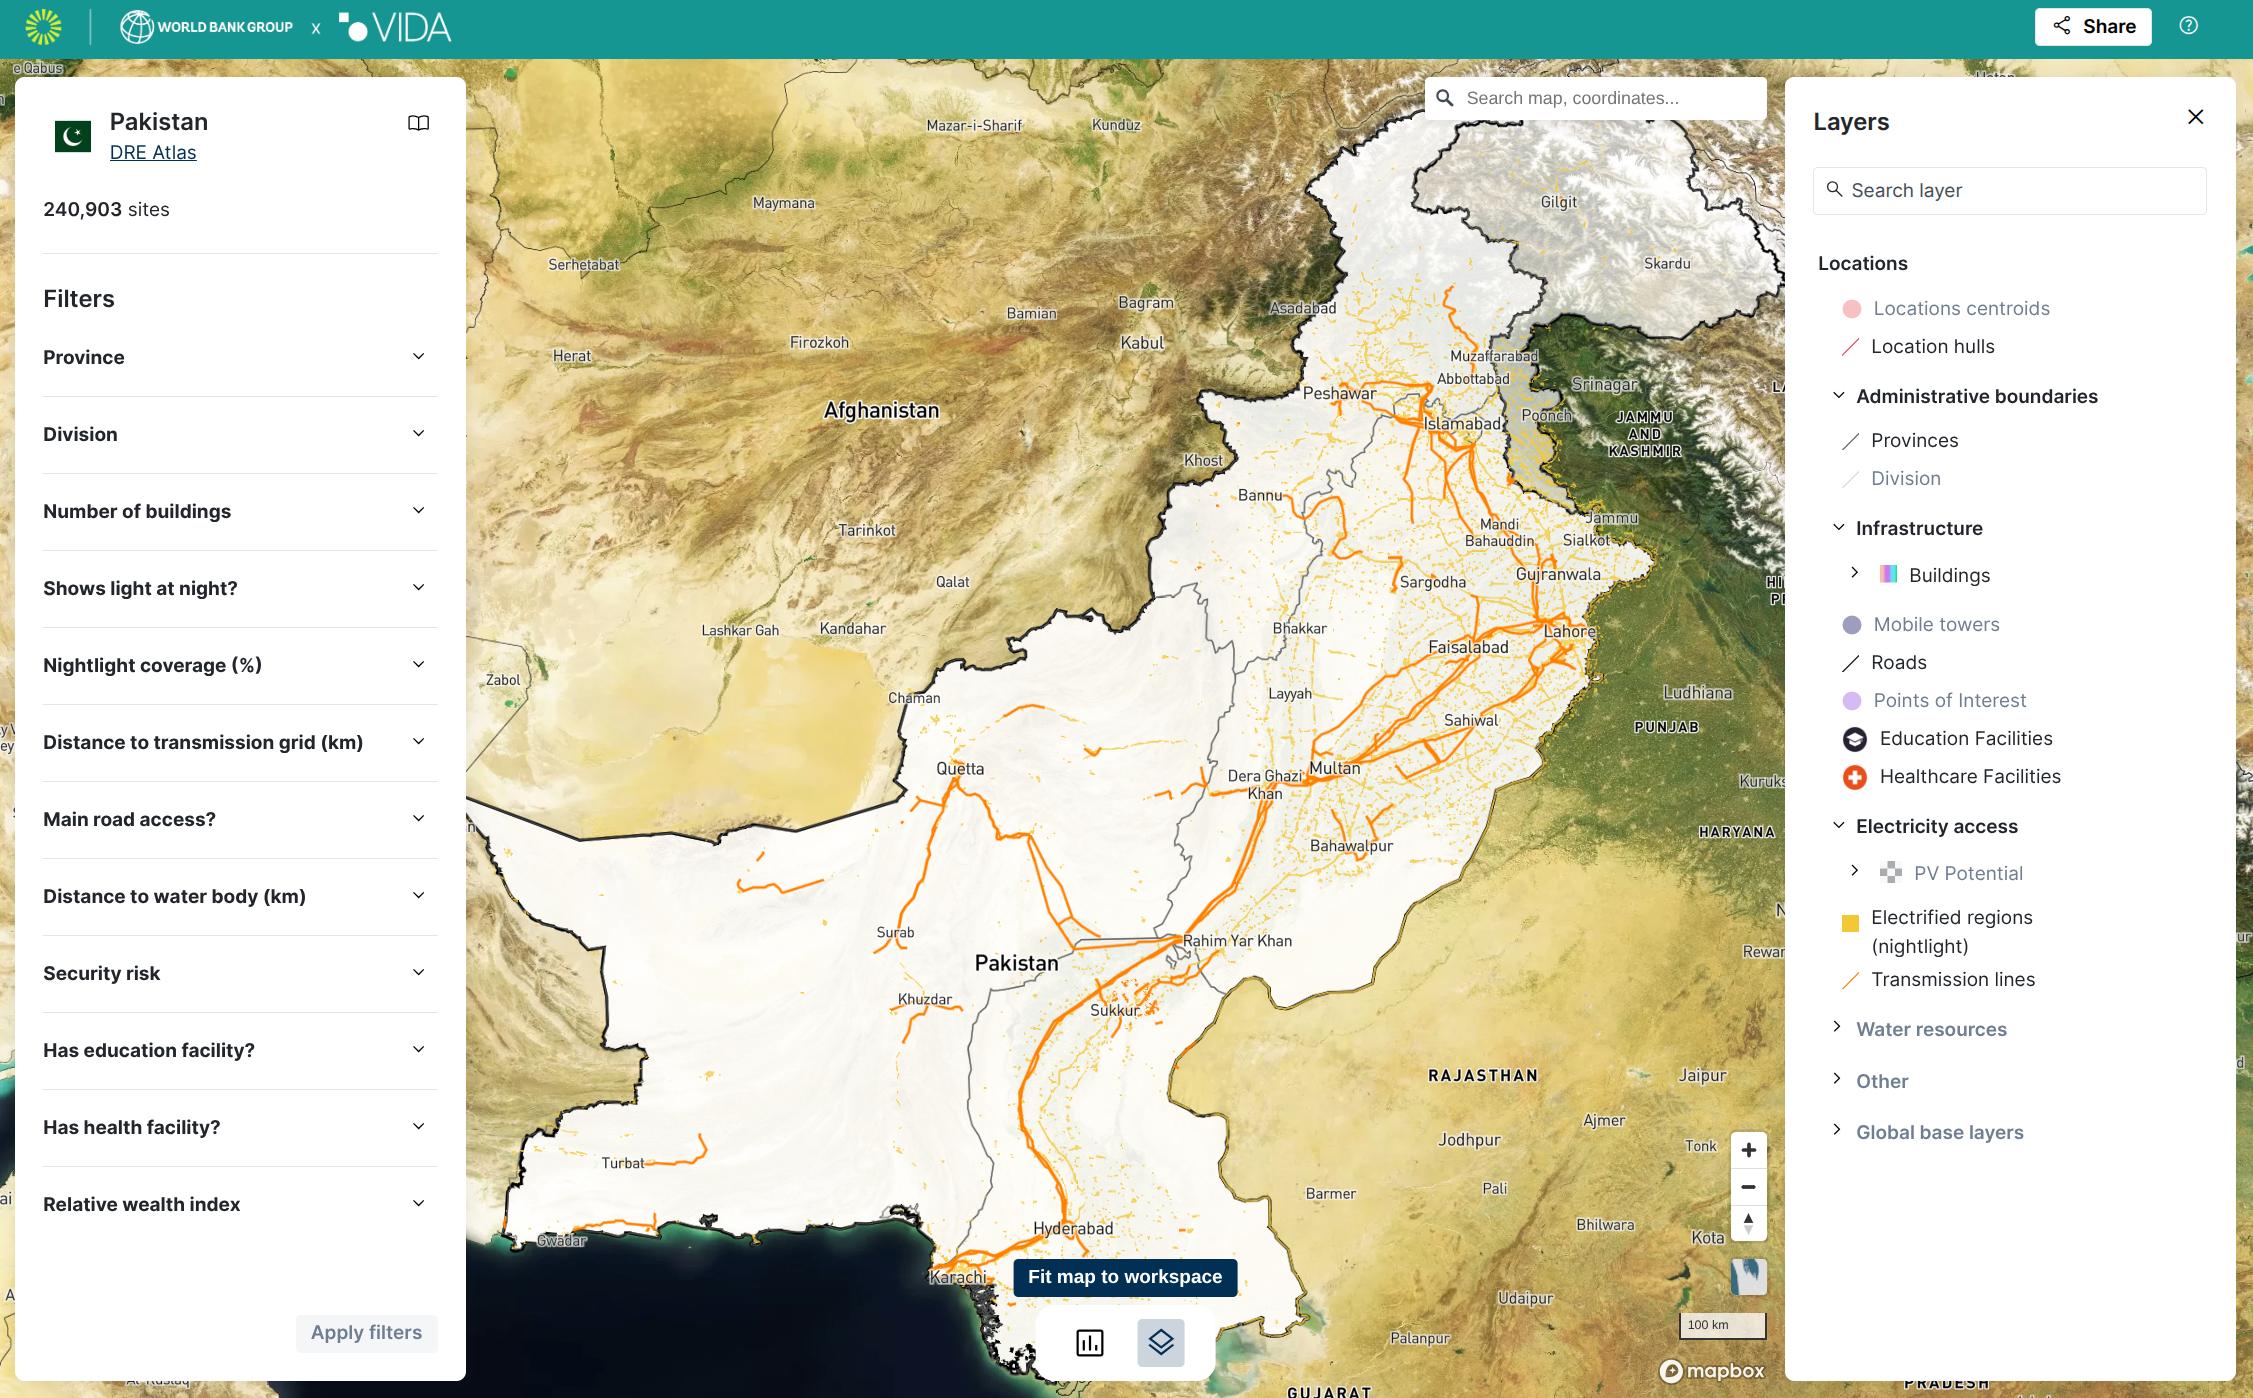 WORLD BANK GROUP
X
VIDA
Share
Pakistan
DRE Atlas
240,903 sites
Filters
Province
Division
Number of buildings
Shows light at night?
Nightlight coverage (%)
Distance to transmission grid (km)
Main road access?
Distance to water body (km)
Security risk
Has education facility?
Has health facility?
Relative wealth index
Apply filters
e Qabus
Search map, coordinates...
Mazar-i-Sharif
Kunduz
Maymana
Gilgit
Serhetabat
Skardu
Bagram
Asadabad
Bamian
Firozkoh
Kabul
Herat
Muzaffarabad
Abbottabad
Srinagar
Peshawar
Afghanistan
Poonch
JAMMU
AND
KASHMIR
Islamabad
Khost
Bannu
Jammu
Tarinkot
Mandi
Bahauddin
Sialkot
Qalat
Sargodha
Gujranwala
Lashkar Gah
Kandahar
Bhakkar
Lahore
Faisalabad
Zabol
Chaman
Layyah
Ludhiana
Sahiwal
PUNJAB
Quetta
Dera Ghazi
Khan
Multan
Kuruks
HARYANA
Bahawalpur
Surab
Rahim Yar Khan
Rewar
Pakistan
Khuzdar
Sukkur
RAJASTHAN
Jaipur
Ajmer
Jodhpur
Tonk
Turbat
Barmer
Pali
Bhilwara
Hyderabad
Kota
Gwadar
Karachi
Fit map to workspace
Udaipur
100 km
Palanpur
mapbox
GUJARAT
PRADESH
Layers
Search layer
Locations
Locations centroids
Location hulls
Administrative boundaries
Provinces
Division
Infrastructure
Buildings
Mobile towers
Roads
Points of Interest
Education Facilities
Healthcare Facilities
Electricity access
PV Potential
Electrified regions
(nightlight)
Transmission lines
Water resources
Other
Global base layers